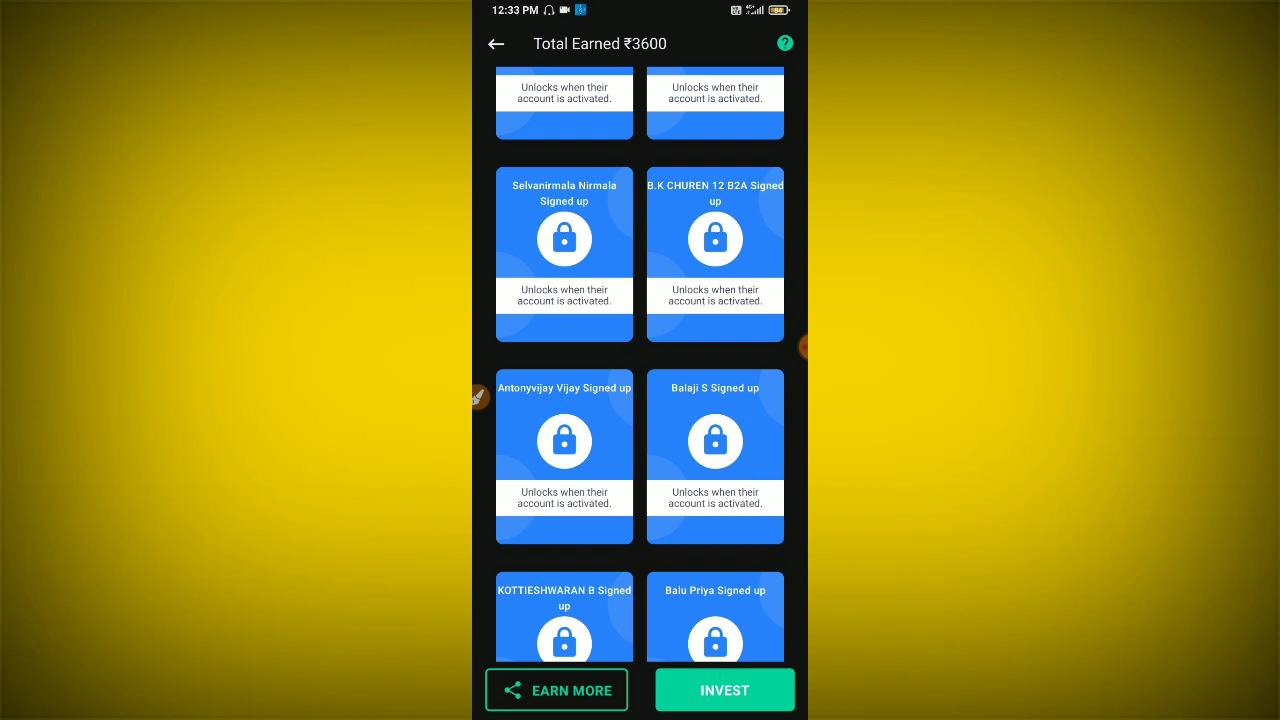 12:33 PM
Total Earned ₹3600
Unlocks when their
account is activated.
Unlocks when their
account is activated.
Selvanirmala Nirmala
Signed up
Unlocks when their
account is activated.
B.K CHUREN 12 B2A Signed
up
Unlocks when their
account is activated.
Antonyvijay Vijay Signed up
Unlocks when their
account is activated.
Balaji S Signed up
Unlocks when their
account is activated.
KOTTIESHWARAN B Signed
up
Balu Priya Signed up
EARN MORE
INVEST